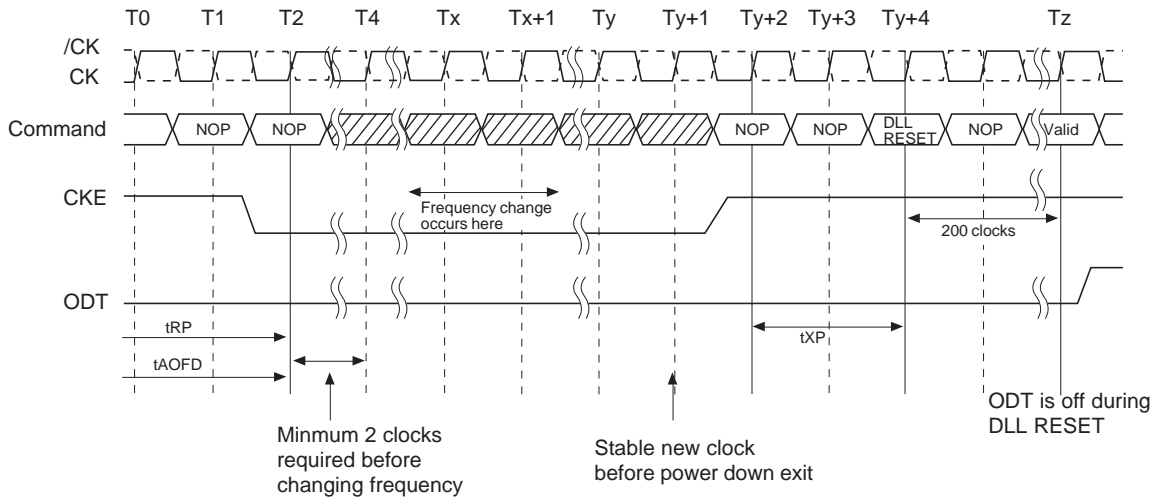 T0 T1 T2 T4 Tx Tx+1 Ty Ty+1 Ty+2 Ty+3 Ty+4 Tz
/CK
CK
Command NOP NOP NOP NOP DLL RESET NOP Valid
CKE
Frequency change
occurs here
200 clocks
ODT
tRP
tXP
tAOFD
Minmum 2 clocks
required before
changing frequency
Stable new clock
before power down exit
ODT is off during
DLL RESET